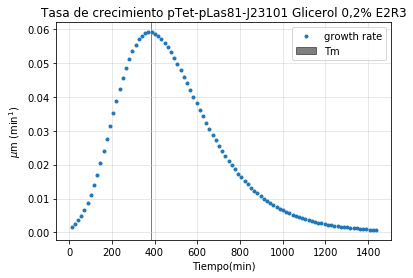 Tasa de crecimiento pTet-pLas81-J23101 Glicerol 0,2% E2R3
growth rate
Tm
0.06
0.05
0.04
0.03
0.02
0.01
0.00
μm (min¹)
0 200 400 600 800 1000 1200 1400
Tiempo(min)